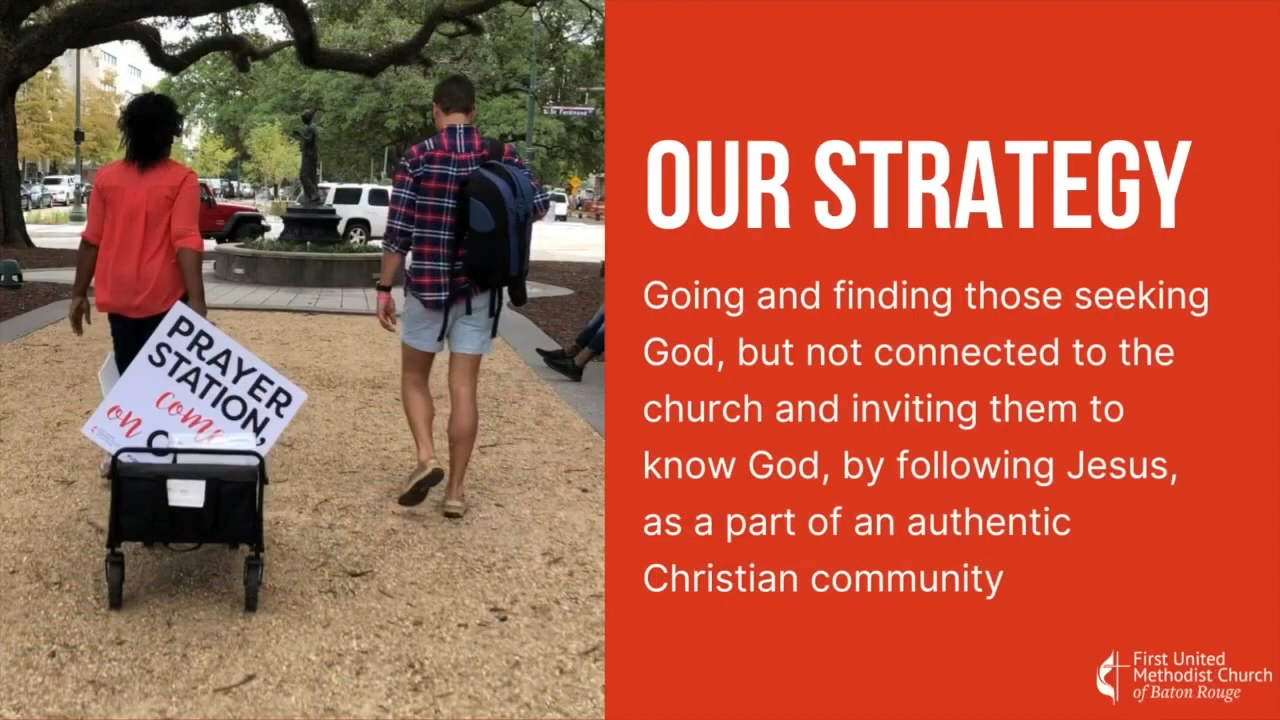 St Ferdinand
PRAYER
STATION,
come
on
OUR STRATEGY
Going and finding those seeking
God, but not connected to the
church and inviting them to
know God, by following Jesus,
as a part of an authentic
Christian community
First United
Methodist Church
of Baton Rouge